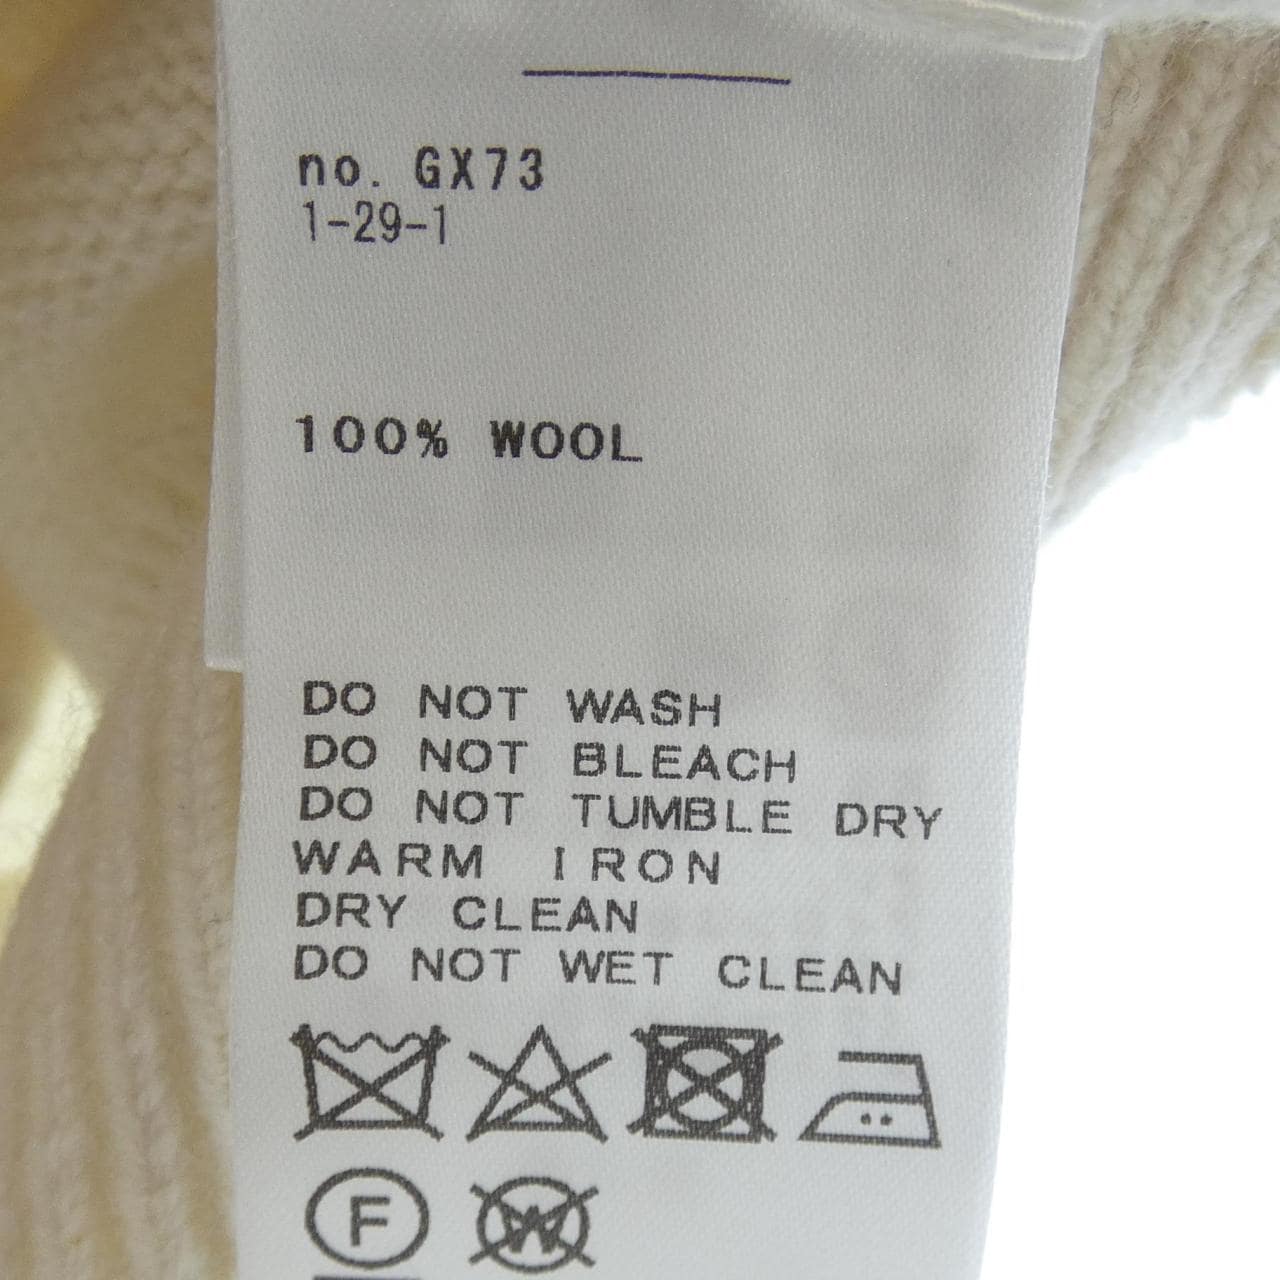 no. GX73
1-29-1
100% WOOL
DO NOT WASH
DO NOT BLEACH
DO NOT TUMBLE DRY
WARM IRON
DRY CLEAN
DO NOT WET CLEAN
F W